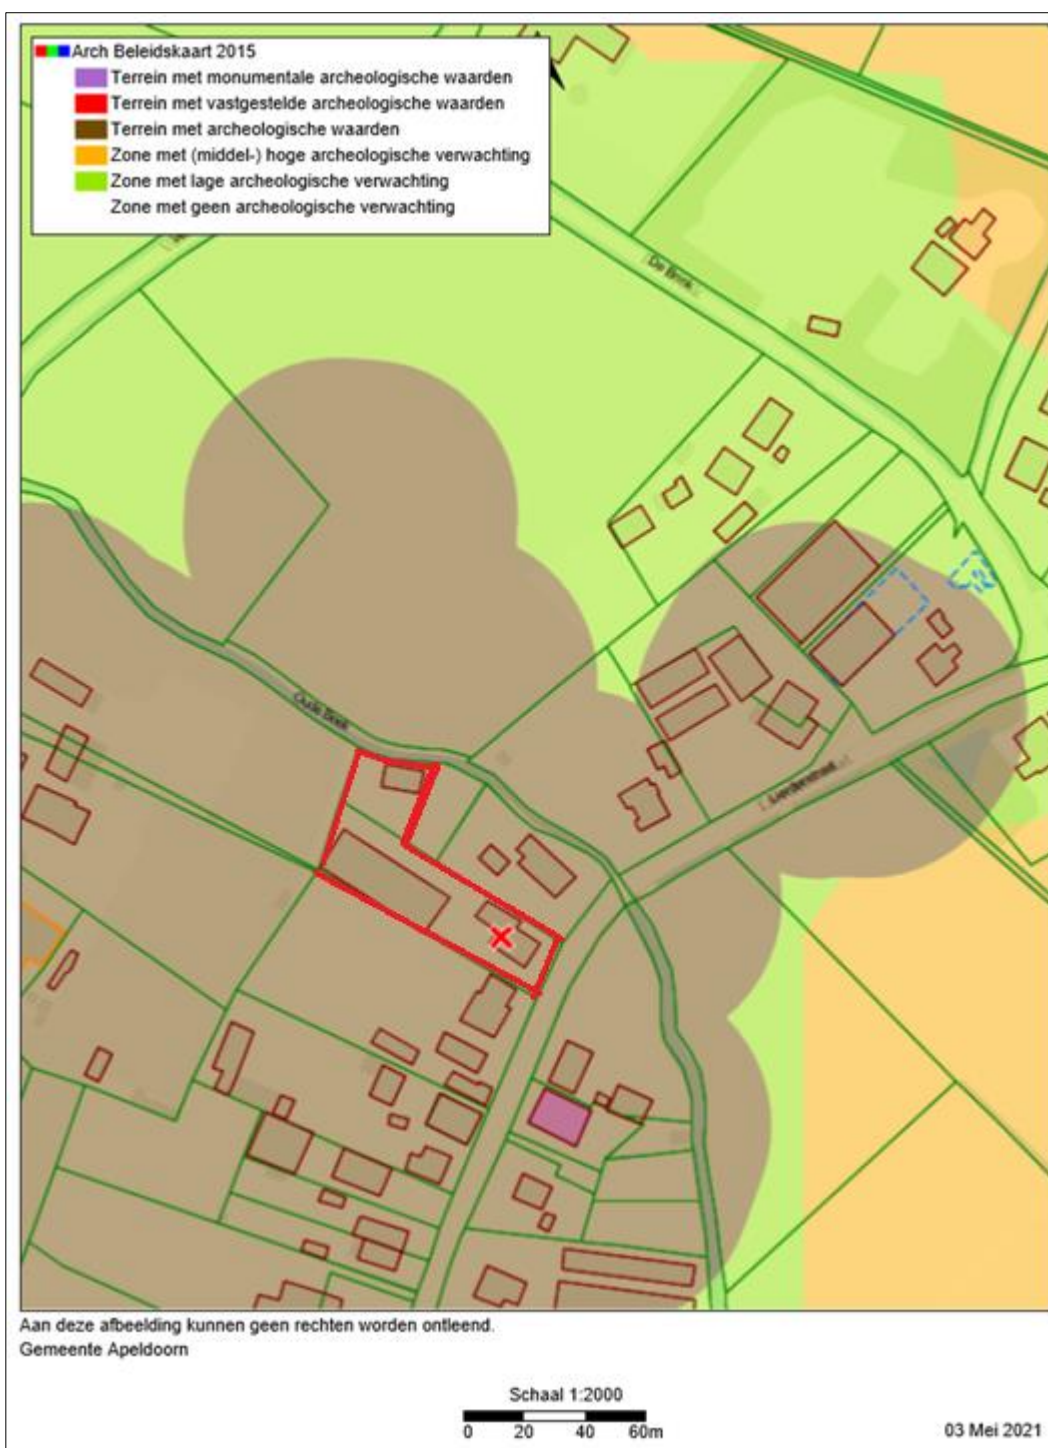 Arch Beleidskaart 2015
Terrein met monumentale archeologische waarden
Terrein met vastgestelde archeologische waarden
Terrein met archeologische waarden
Zone met (middel-) hoge archeologische verwachting
Zone met lage archeologische verwachting
Zone met geen archeologische verwachting
De Beek
Oude Beek
Aan deze afbeelding kunnen geen rechten worden ontleend.
Gemeente Apeldoorn
Schaal 1:2000
0 20 40 60m
03 Mei 2021